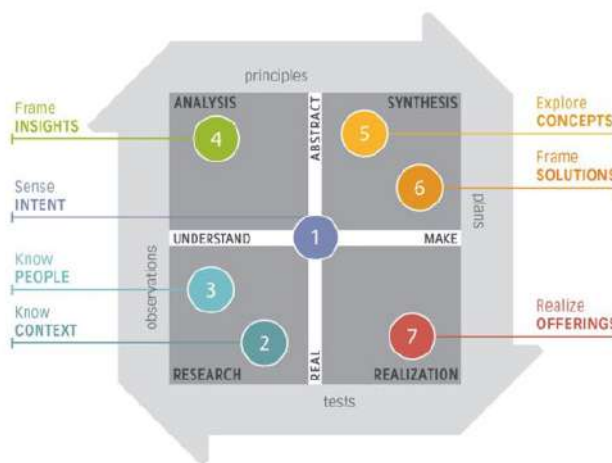 principles
ANALYSIS
SYNTHESIS
ABSTRACT
Frame
INSIGHTS
4
5
Explore
CONCEPTS
6
Frame
SOLUTIONS
Sense
INTENT
plans
UNDERSTAND
1
MAKE
Know
PEOPLE
observations
3
Know
CONTEXT
2
7
Realize
OFFERINGS
REAL
RESEARCH
REALIZATION
tests